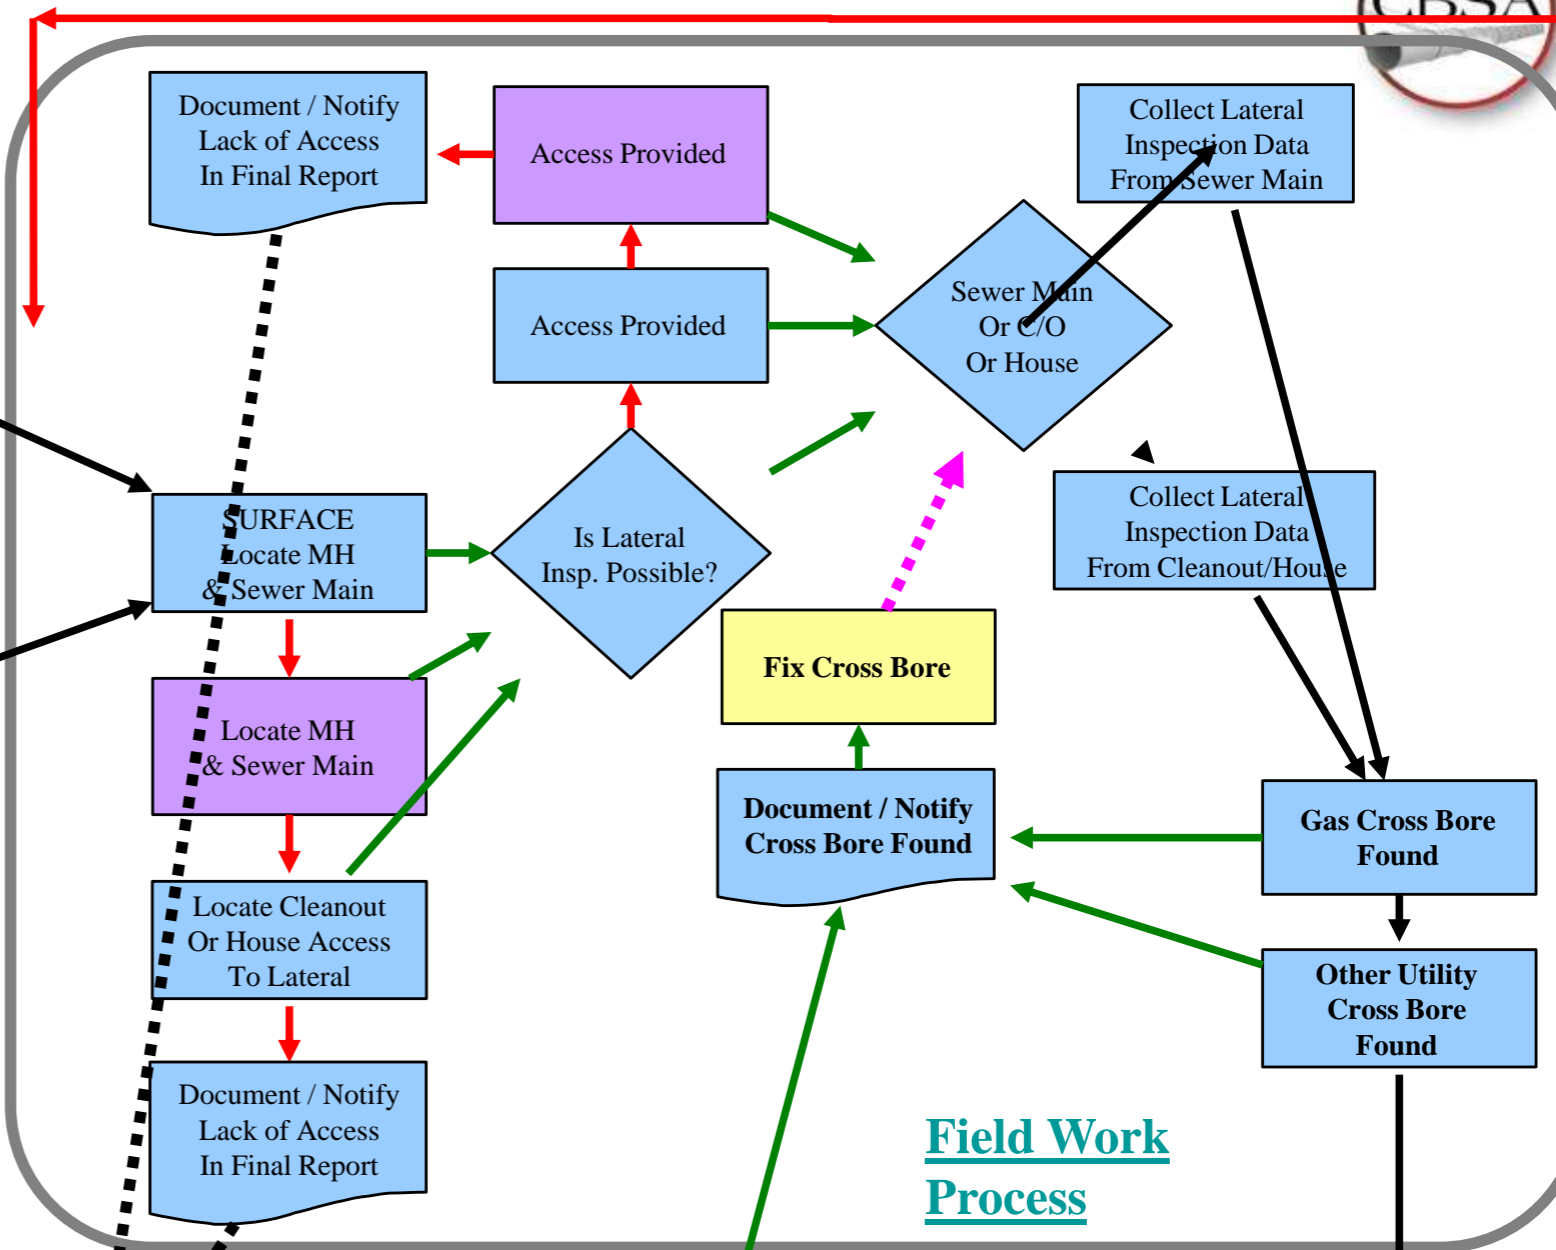 CBSA
Document / Notify
Lack of Access
In Final Report
Access Provided
Collect Lateral
Inspection Data
From Sewer Main
Access Provided
Sewer Main
Or C/O
Or House
SURFACE
Locate MH
& Sewer Main
Is Lateral
Insp. Possible?
Collect Lateral
Inspection Data
From Cleanout/House
Fix Cross Bore
Locate MH
& Sewer Main
Document / Notify
Cross Bore Found
Gas Cross Bore
Found
Locate Cleanout
Or House Access
To Lateral
Other Utility
Cross Bore
Found
Document / Notify
Lack of Access
In Final Report
Field Work
Process